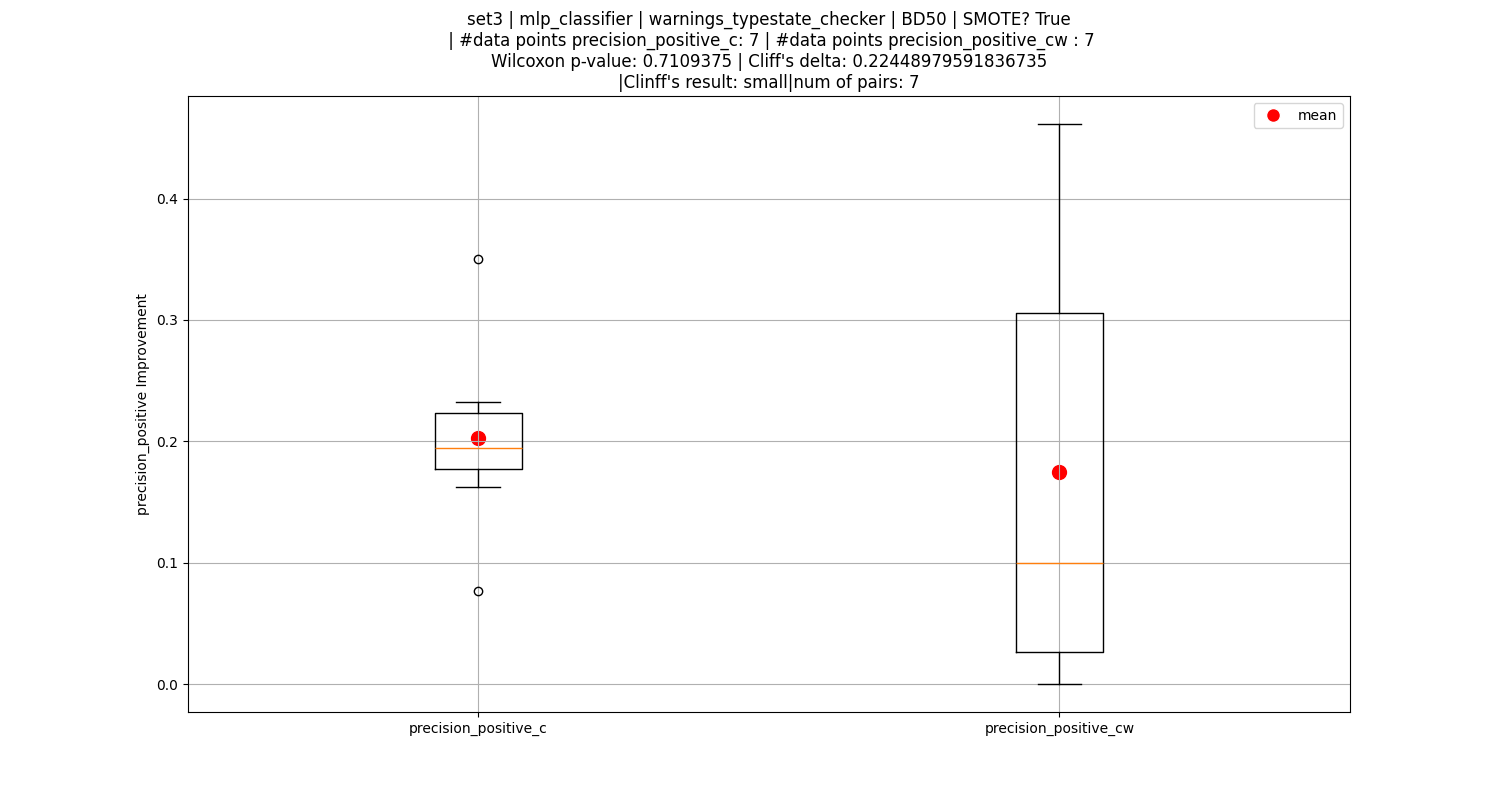 set3 | mlp_classifier | warnings_typestate_checker | BD50 | SMOTE? True
| #data points precision_positive_c: 7 | #data points precision_positive_cw : 7
Wilcoxon p-value: 0.7109375 | Cliff's delta: 0.22448979591836735
|Clinff's result: small|num of pairs: 7
mean
0.4
0.3
0.2
0.1
0.0
precision_positive Improvement
precision_positive_c
precision_positive_cw